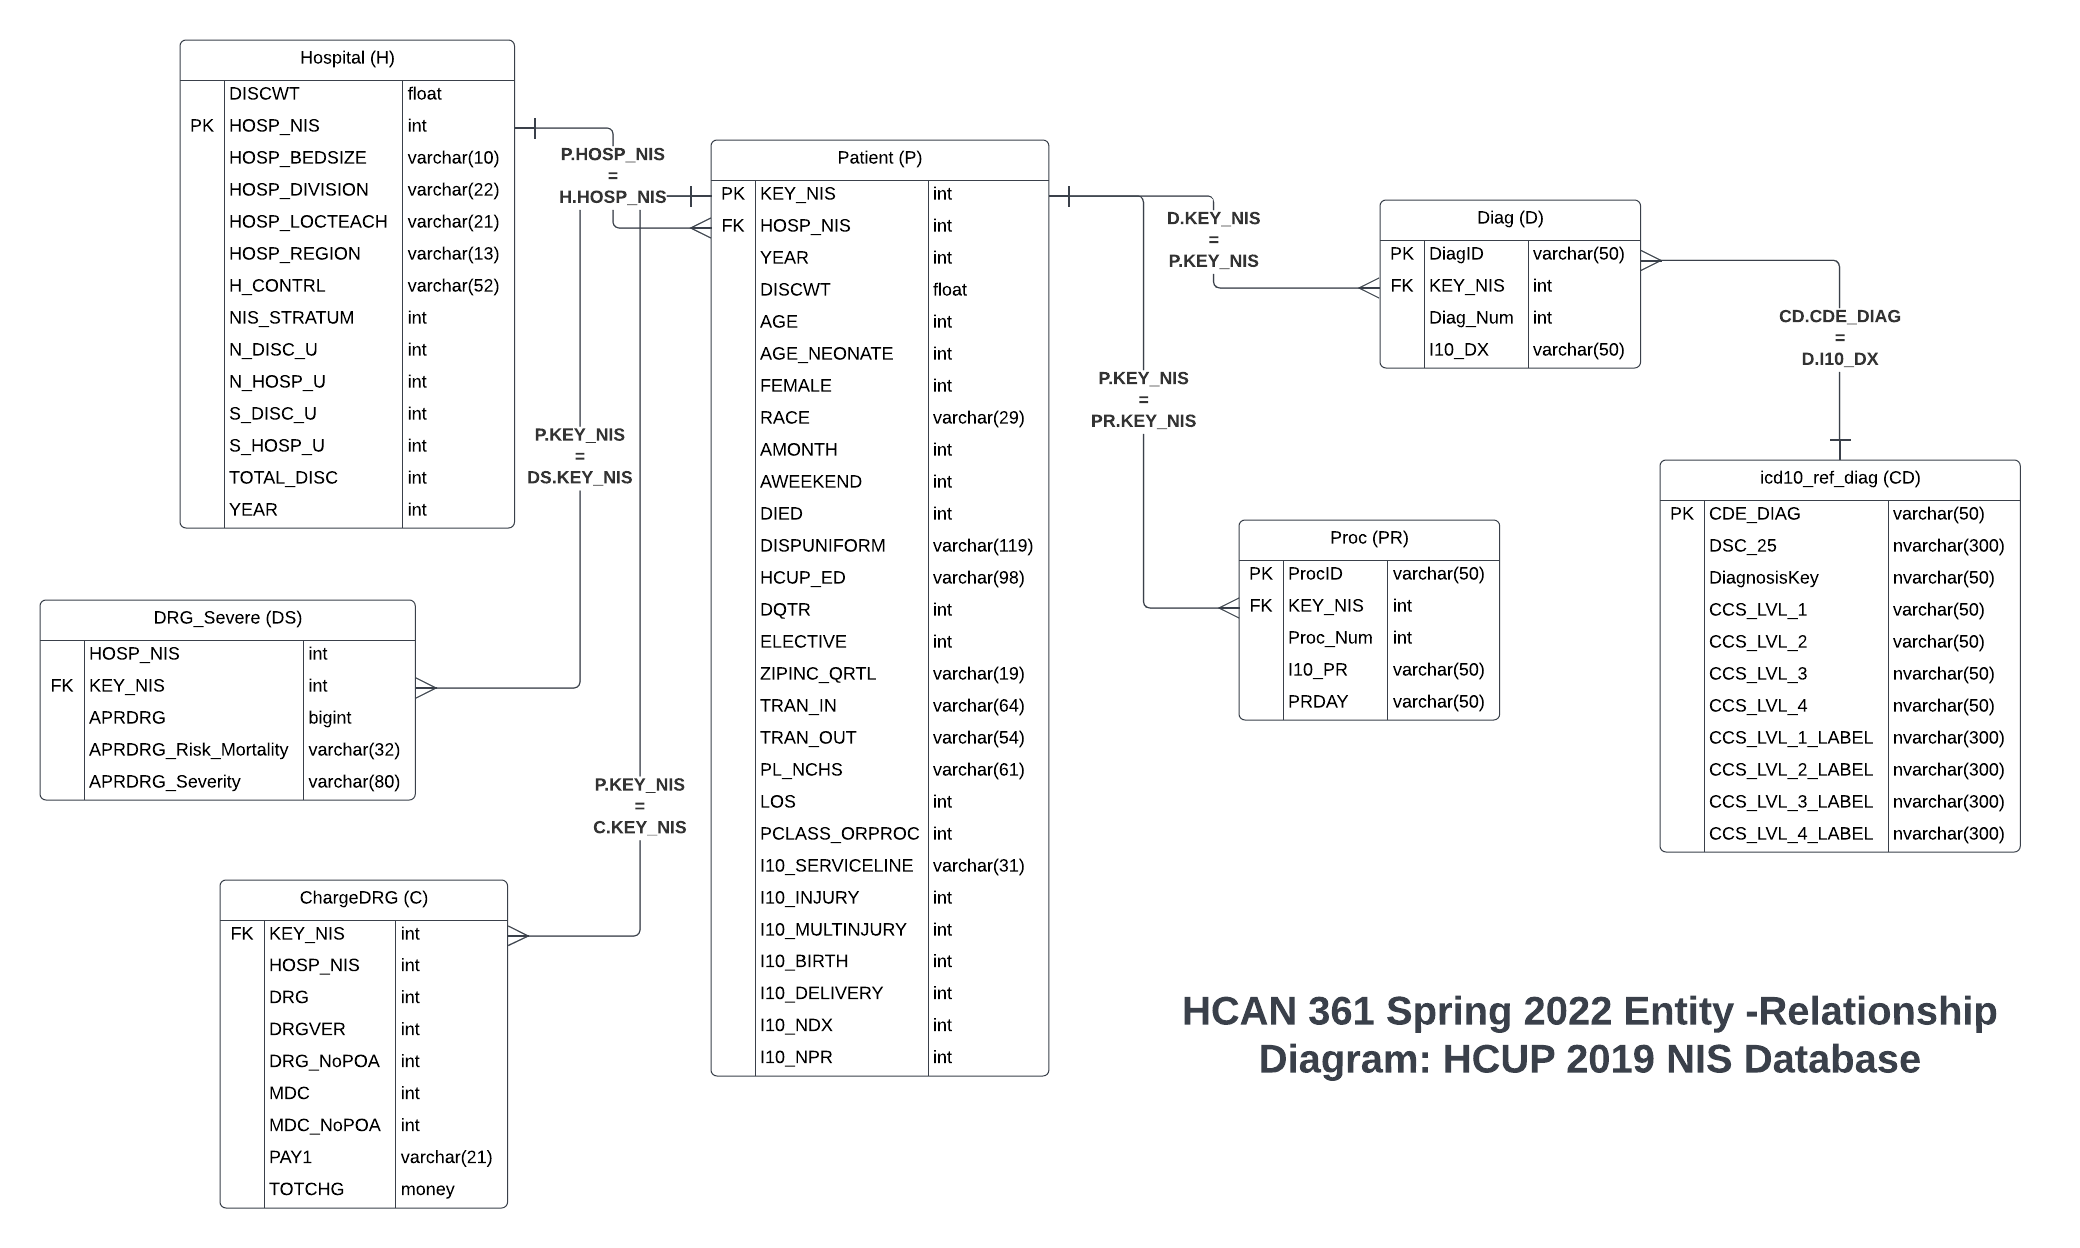 Hospital (H)
DISCWT float
PK HOSP_NIS int
HOSP_BEDSIZE varchar(10)
HOSP_DIVISION varchar(22)
HOSP_LOCTEACH varchar(21)
HOSP_REGION varchar(13)
H_CONTRL varchar(52)
NIS_STRATUM int
N_DISC_U int
N_HOSP_U int
S_DISC_U int
S_HOSP_U int
TOTAL_DISC int
YEAR int
P.HOSP_NIS
=
H.HOSP_NIS
P.KEY_NIS
=
DS.KEY_NIS
DRG_Severe (DS)
HOSP_NIS int
FK KEY_NIS int
APRDRG bigint
APRDRG_Risk_Mortality varchar(32)
APRDRG_Severity varchar(80)
P.KEY_NIS
=
C.KEY_NIS
ChargeDRG (C)
FK KEY_NIS int
HOSP_NIS int
DRG int
DRGVER int
DRG_NoPOA int
MDC int
MDC_NoPOA int
PAY1 varchar(21)
TOTCHG money
Patient (P)
PK KEY_NIS int
FK HOSP_NIS int
YEAR int
DISCWT float
AGE int
AGE_NEONATE int
FEMALE int
RACE varchar(29)
AMONTH int
AWEEKEND int
DIED int
DISPUNIFORM varchar(119)
HCUP_ED varchar(98)
DQTR int
ELECTIVE int
ZIPINC_QRTL varchar(19)
TRAN_IN varchar(64)
TRAN_OUT varchar(54)
PL_NCHS varchar(61)
LOS int
PCLASS_ORPROC int
I10_SERVICELINE varchar(31)
I10_INJURY int
I10_MULTINJURY int
I10_BIRTH int
I10_DELIVERY int
I10_NDX int
I10_NPR int
D.KEY_NIS
=
P.KEY_NIS
P.KEY_NIS
=
PR.KEY_NIS
Diag (D)
PK DiagID varchar(50)
FK KEY_NIS int
Diag_Num int
I10_DX varchar(50)
CD.CDE_DIAG
=
D.I10_DX
Proc (PR)
PK ProcID varchar(50)
FK KEY_NIS int
Proc_Num int
I10_PR varchar(50)
PRDAY varchar(50)
icd10_ref_diag (CD)
PK CDE_DIAG varchar(50)
DSC_25 nvarchar(300)
DiagnosisKey nvarchar(50)
CCS_LVL_1 varchar(50)
CCS_LVL_2 varchar(50)
CCS_LVL_3 nvarchar(50)
CCS_LVL_4 nvarchar(50)
CCS_LVL_1_LABEL nvarchar(300)
CCS_LVL_2_LABEL nvarchar(300)
CCS_LVL_3_LABEL nvarchar(300)
CCS_LVL_4_LABEL nvarchar(300)
HCAN 361 Spring 2022 Entity -Relationship
Diagram: HCUP 2019 NIS Database